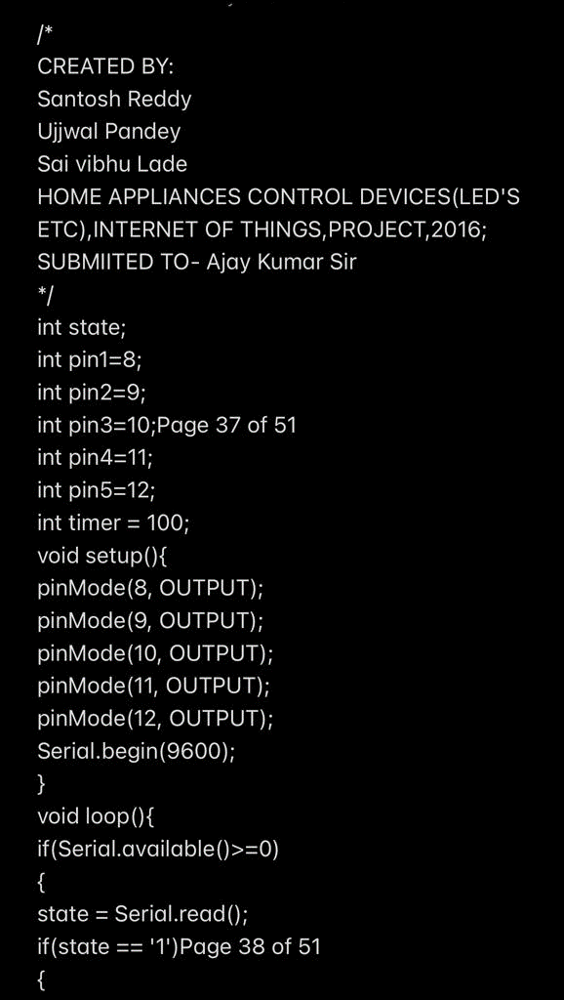 /*
CREATED BY:
Santosh Reddy
Ujjwal Pandey
Sai vibhu Lade
HOME APPLIANCES CONTROL DEVICES(LED'S
ETC),INTERNET OF THINGS,PROJECT,2016;
SUBMIITED TO- Ajay Kumar Sir
*/
int state;
int pin1=8;
int pin2=9;
int pin3=10;Page 37 of 51
int pin4=11;
int pin5=12;
int timer = 100;
void setup(){
pinMode(8, OUTPUT);
pinMode(9, OUTPUT);
pinMode(10, OUTPUT);
pinMode(11, OUTPUT);
pinMode(12, OUTPUT);
Serial.begin(9600);
}
void loop(){
if(Serial.available()>=0)
{
state = Serial.read();
if(state == '1')Page 38 of 51
{